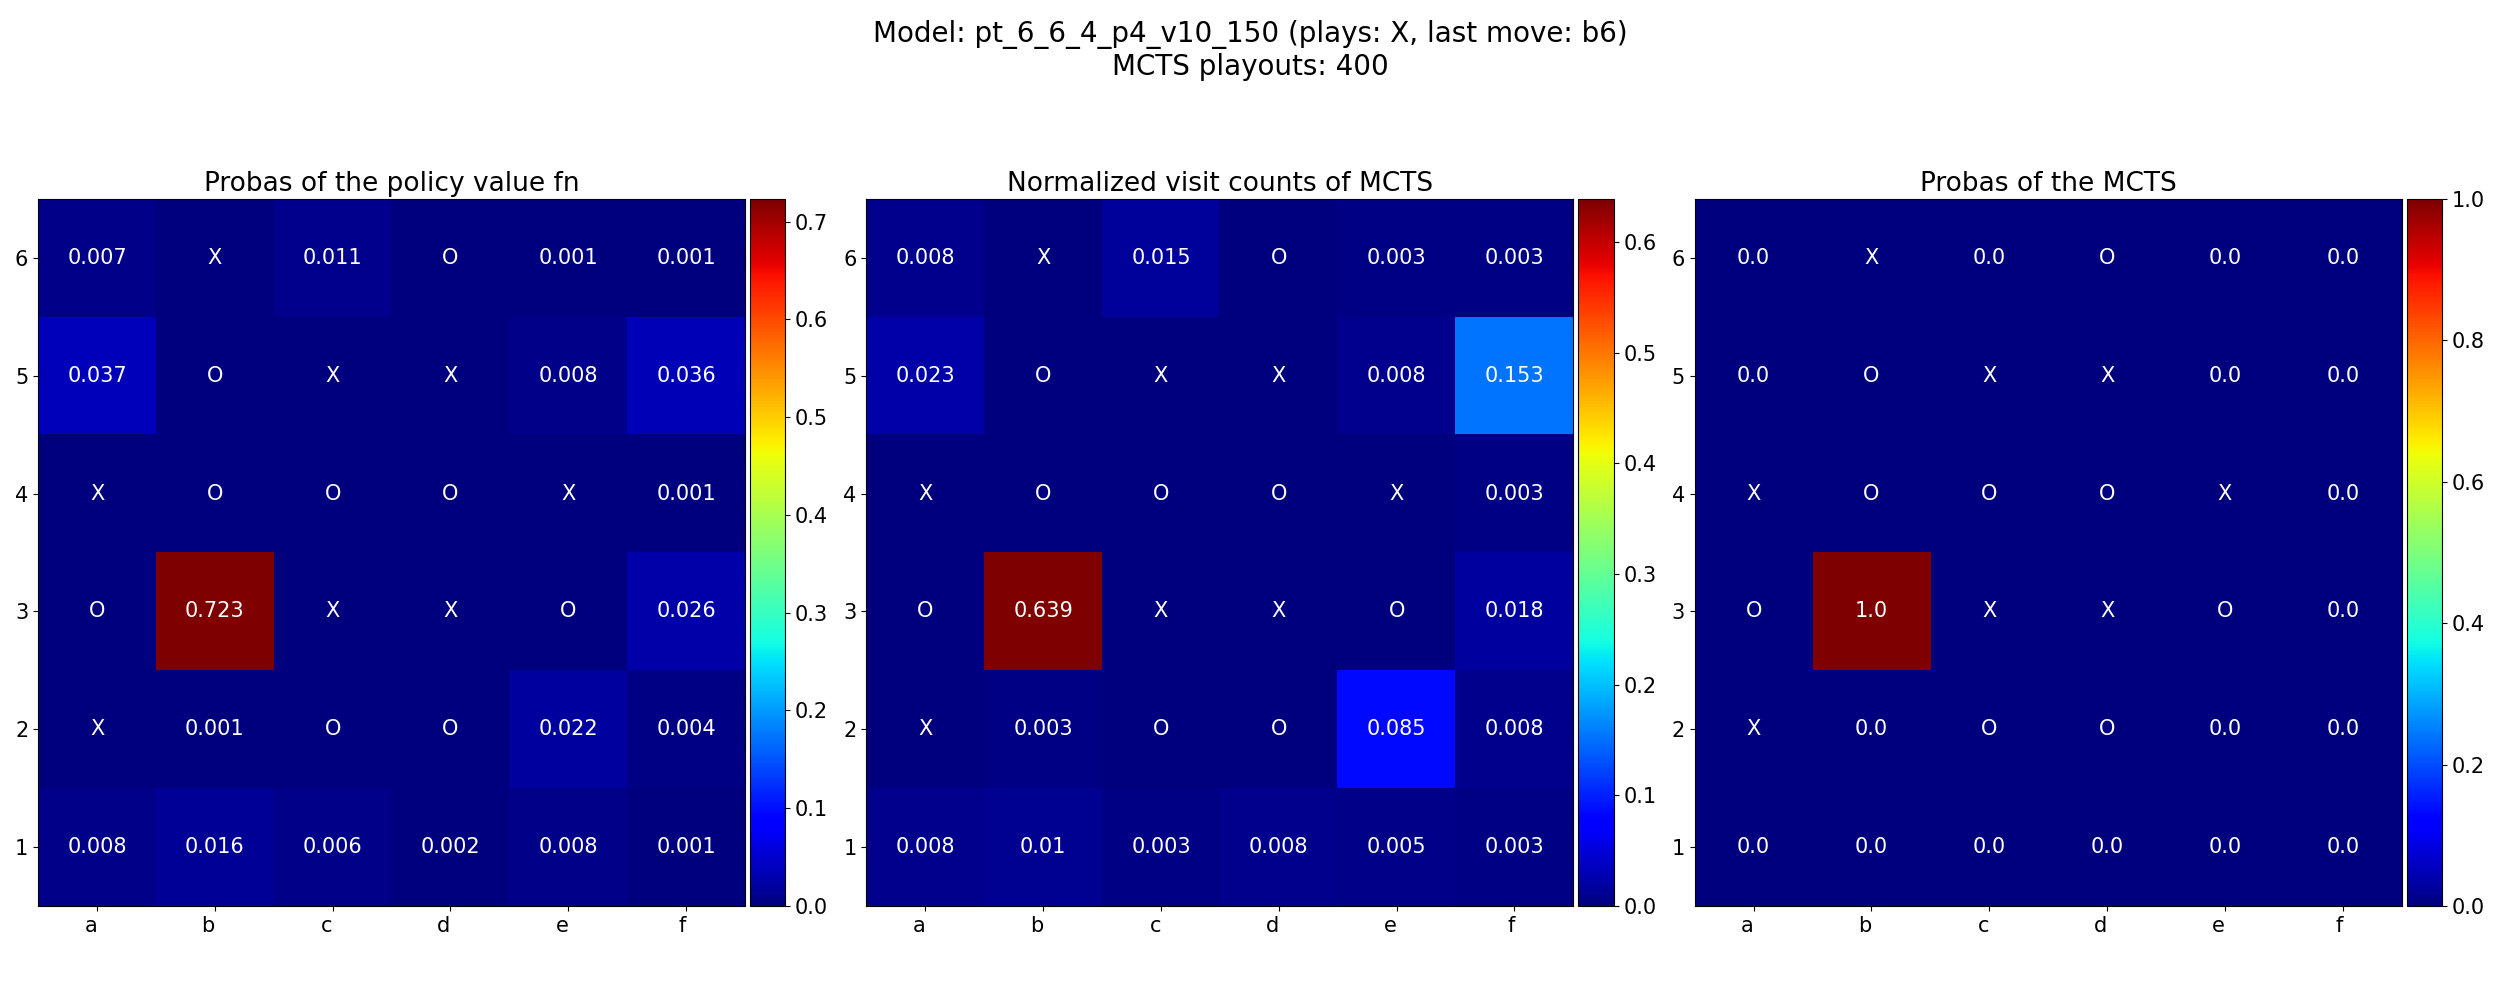 Model: pt_6_6_4_p4_v10_150 (plays: X, last move: b6)
MCTS playouts: 400
Probas of the policy value fn
6 0.007 X 0.011 O 0.001 0.001
5 0.037 O X X 0.008 0.036
4 X O O O X 0.001
3 O 0.723 X X O 0.026
2 X 0.001 O O 0.022 0.004
1 0.008 0.016 0.006 0.002 0.008 0.001
a b c d e f
0.7
0.6
0.5
0.4
0.3
0.2
0.1
0.0
Normalized visit counts of MCTS
6 0.008 X 0.015 O 0.003 0.003
5 0.023 O X X 0.008 0.153
4 X O O O X 0.003
3 O 0.639 X X O 0.018
2 X 0.003 O O 0.085 0.008
1 0.008 0.01 0.003 0.008 0.005 0.003
a b c d e f
0.6
0.5
0.4
0.3
0.2
0.1
0.0
Probas of the MCTS
6 0.0 X 0.0 O 0.0 0.0
5 0.0 O X X 0.0 0.0
4 X O O O X 0.0
3 O 1.0 X X O 0.0
2 X 0.0 O O 0.0 0.0
1 0.0 0.0 0.0 0.0 0.0 0.0
a b c d e f
1.0
0.8
0.6
0.4
0.2
0.0